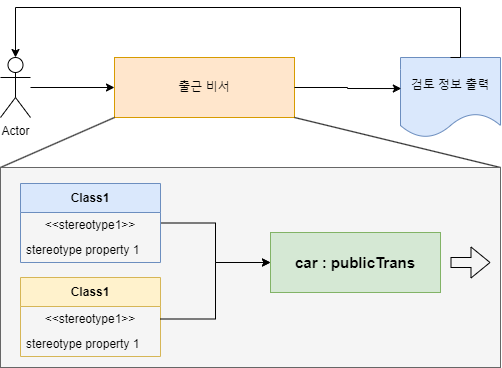 출근 비서
검토 정보 출력
Actor
Class1
<<stereotype1>>
stereotype property 1
car : publicTrans
Class1
<<stereotype1>>
stereotype property 1